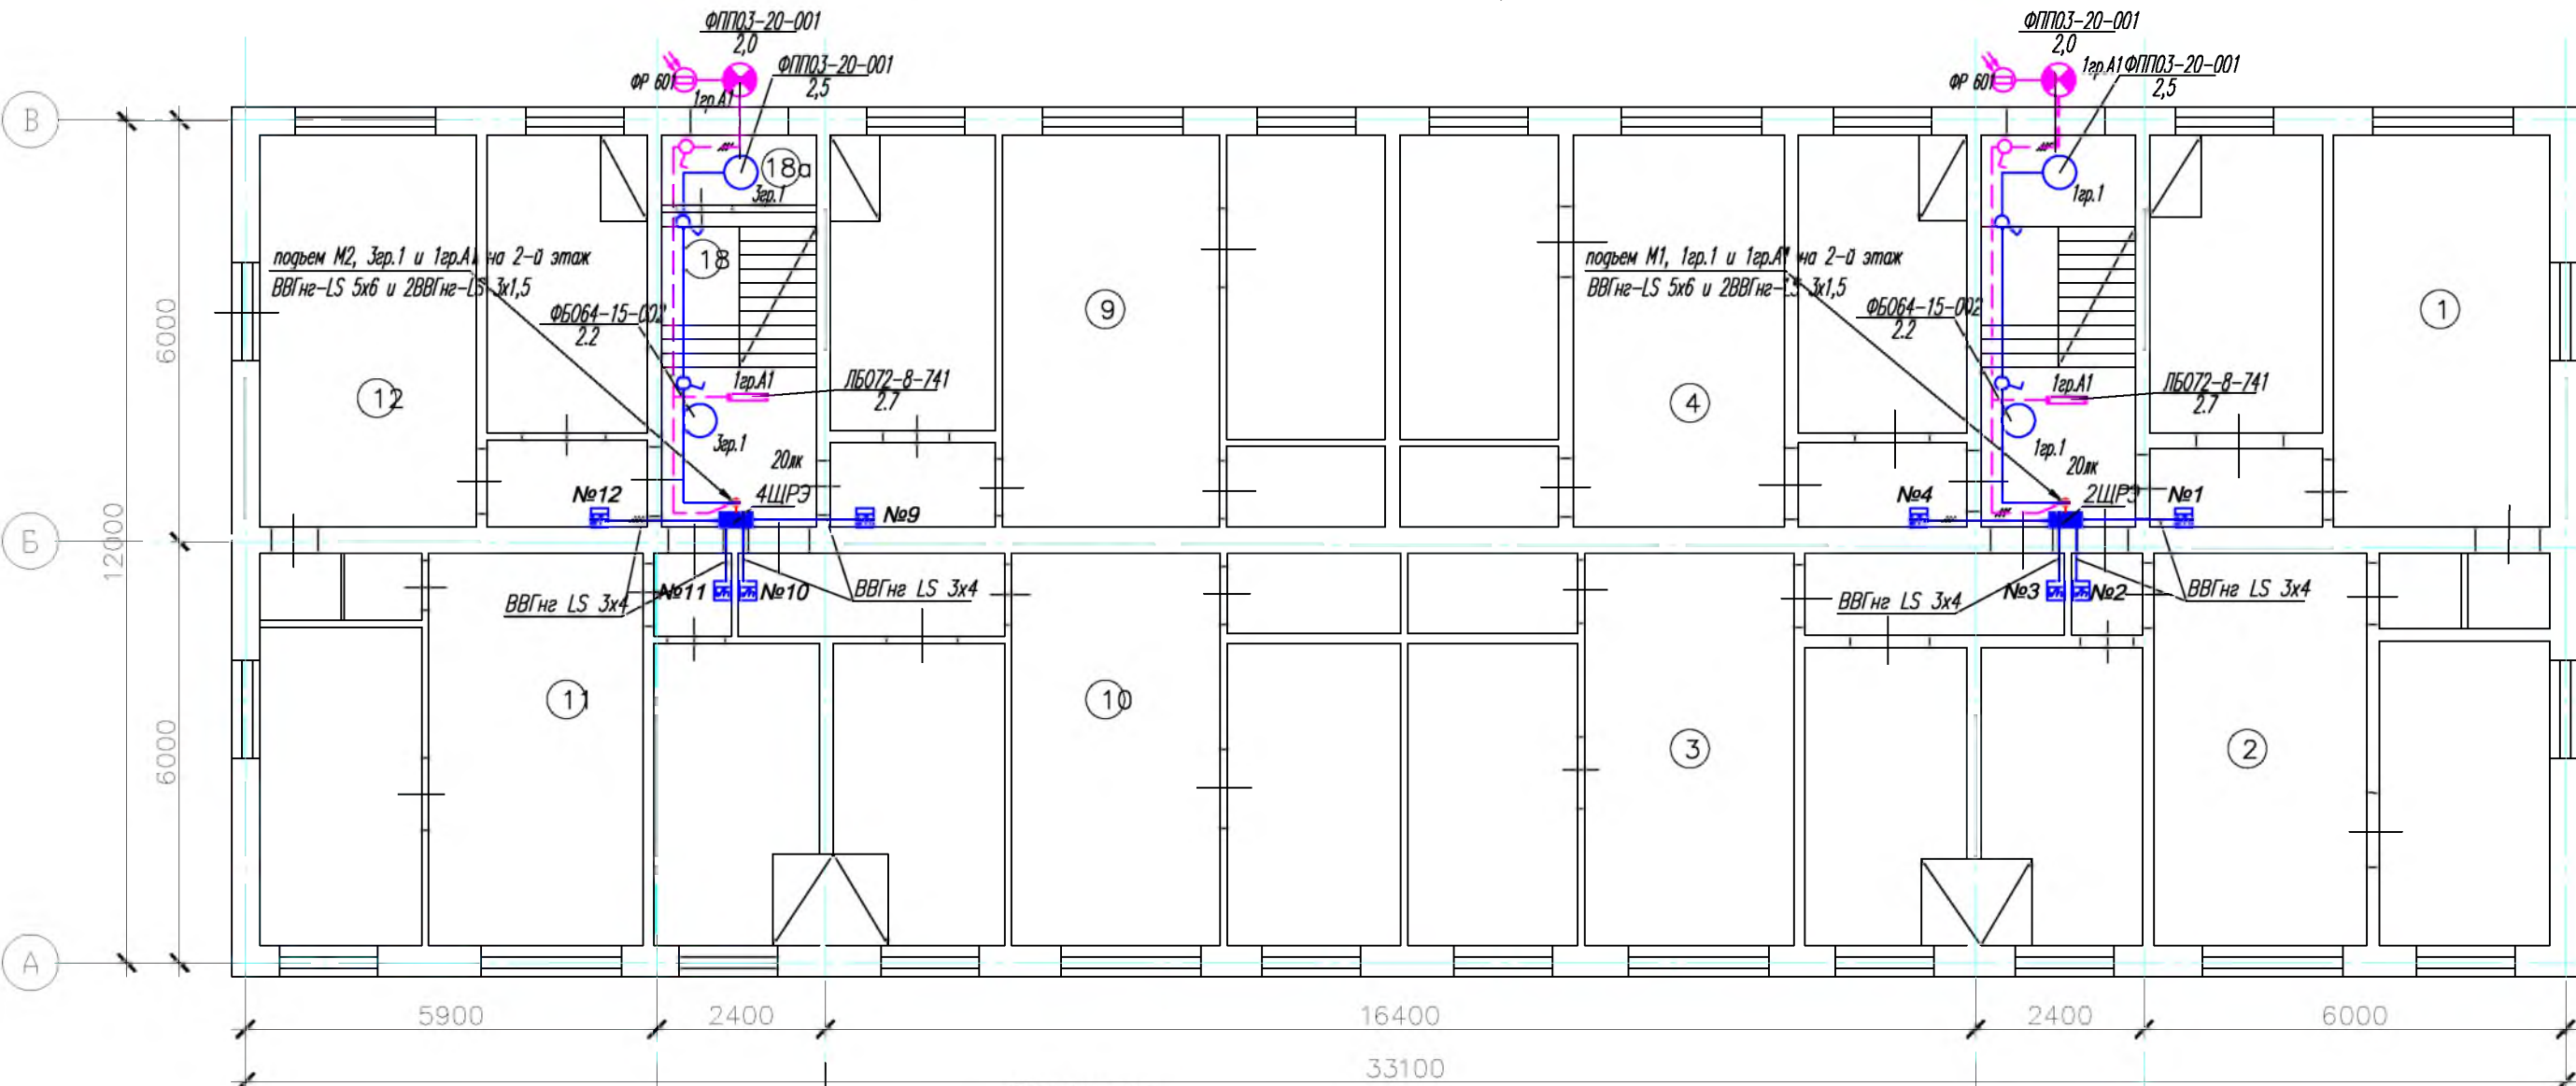 ФПП03-20-001
2,0
ФПП03-20-001
2,5
ФР 601
1гр.А1
ФПП03-20-001
2,0
1гр.А1
ФПП03-20-001
2,5
ФР 601
В
18а
3гр.1
1гр.1
18
подьем М2, 3гр.1 и 1гр.А1 на 2-й этаж
ВВГнг-LS 5х6 и 2ВВГнг-LS 3х1,5
подьем М1, 1гр.1 и 1гр.А1 на 2-й этаж
ВВГнг-LS 5х6 и 2ВВГнг-LS 3х1,5
ФБО64-15-002
2.2
9
ФБО64-15-002
2.2
1
6000
12
1гр.А1
ЛБО72-8-741
2.7
4
1гр.А1
ЛБО72-8-741
2.7
3гр.1
20лк
1гр.1
20лк
№12
4ЩРЭ
№9
№4
2ЩРЭ
№1
Б
12000
ВВГнг LS 3х4
№11
№10
ВВГнг LS 3х4
ВВГнг LS 3х4
№3
№2
ВВГнг LS 3х4
11
10
3
2
6000
А
5900
2400
16400
2400
6000
33100